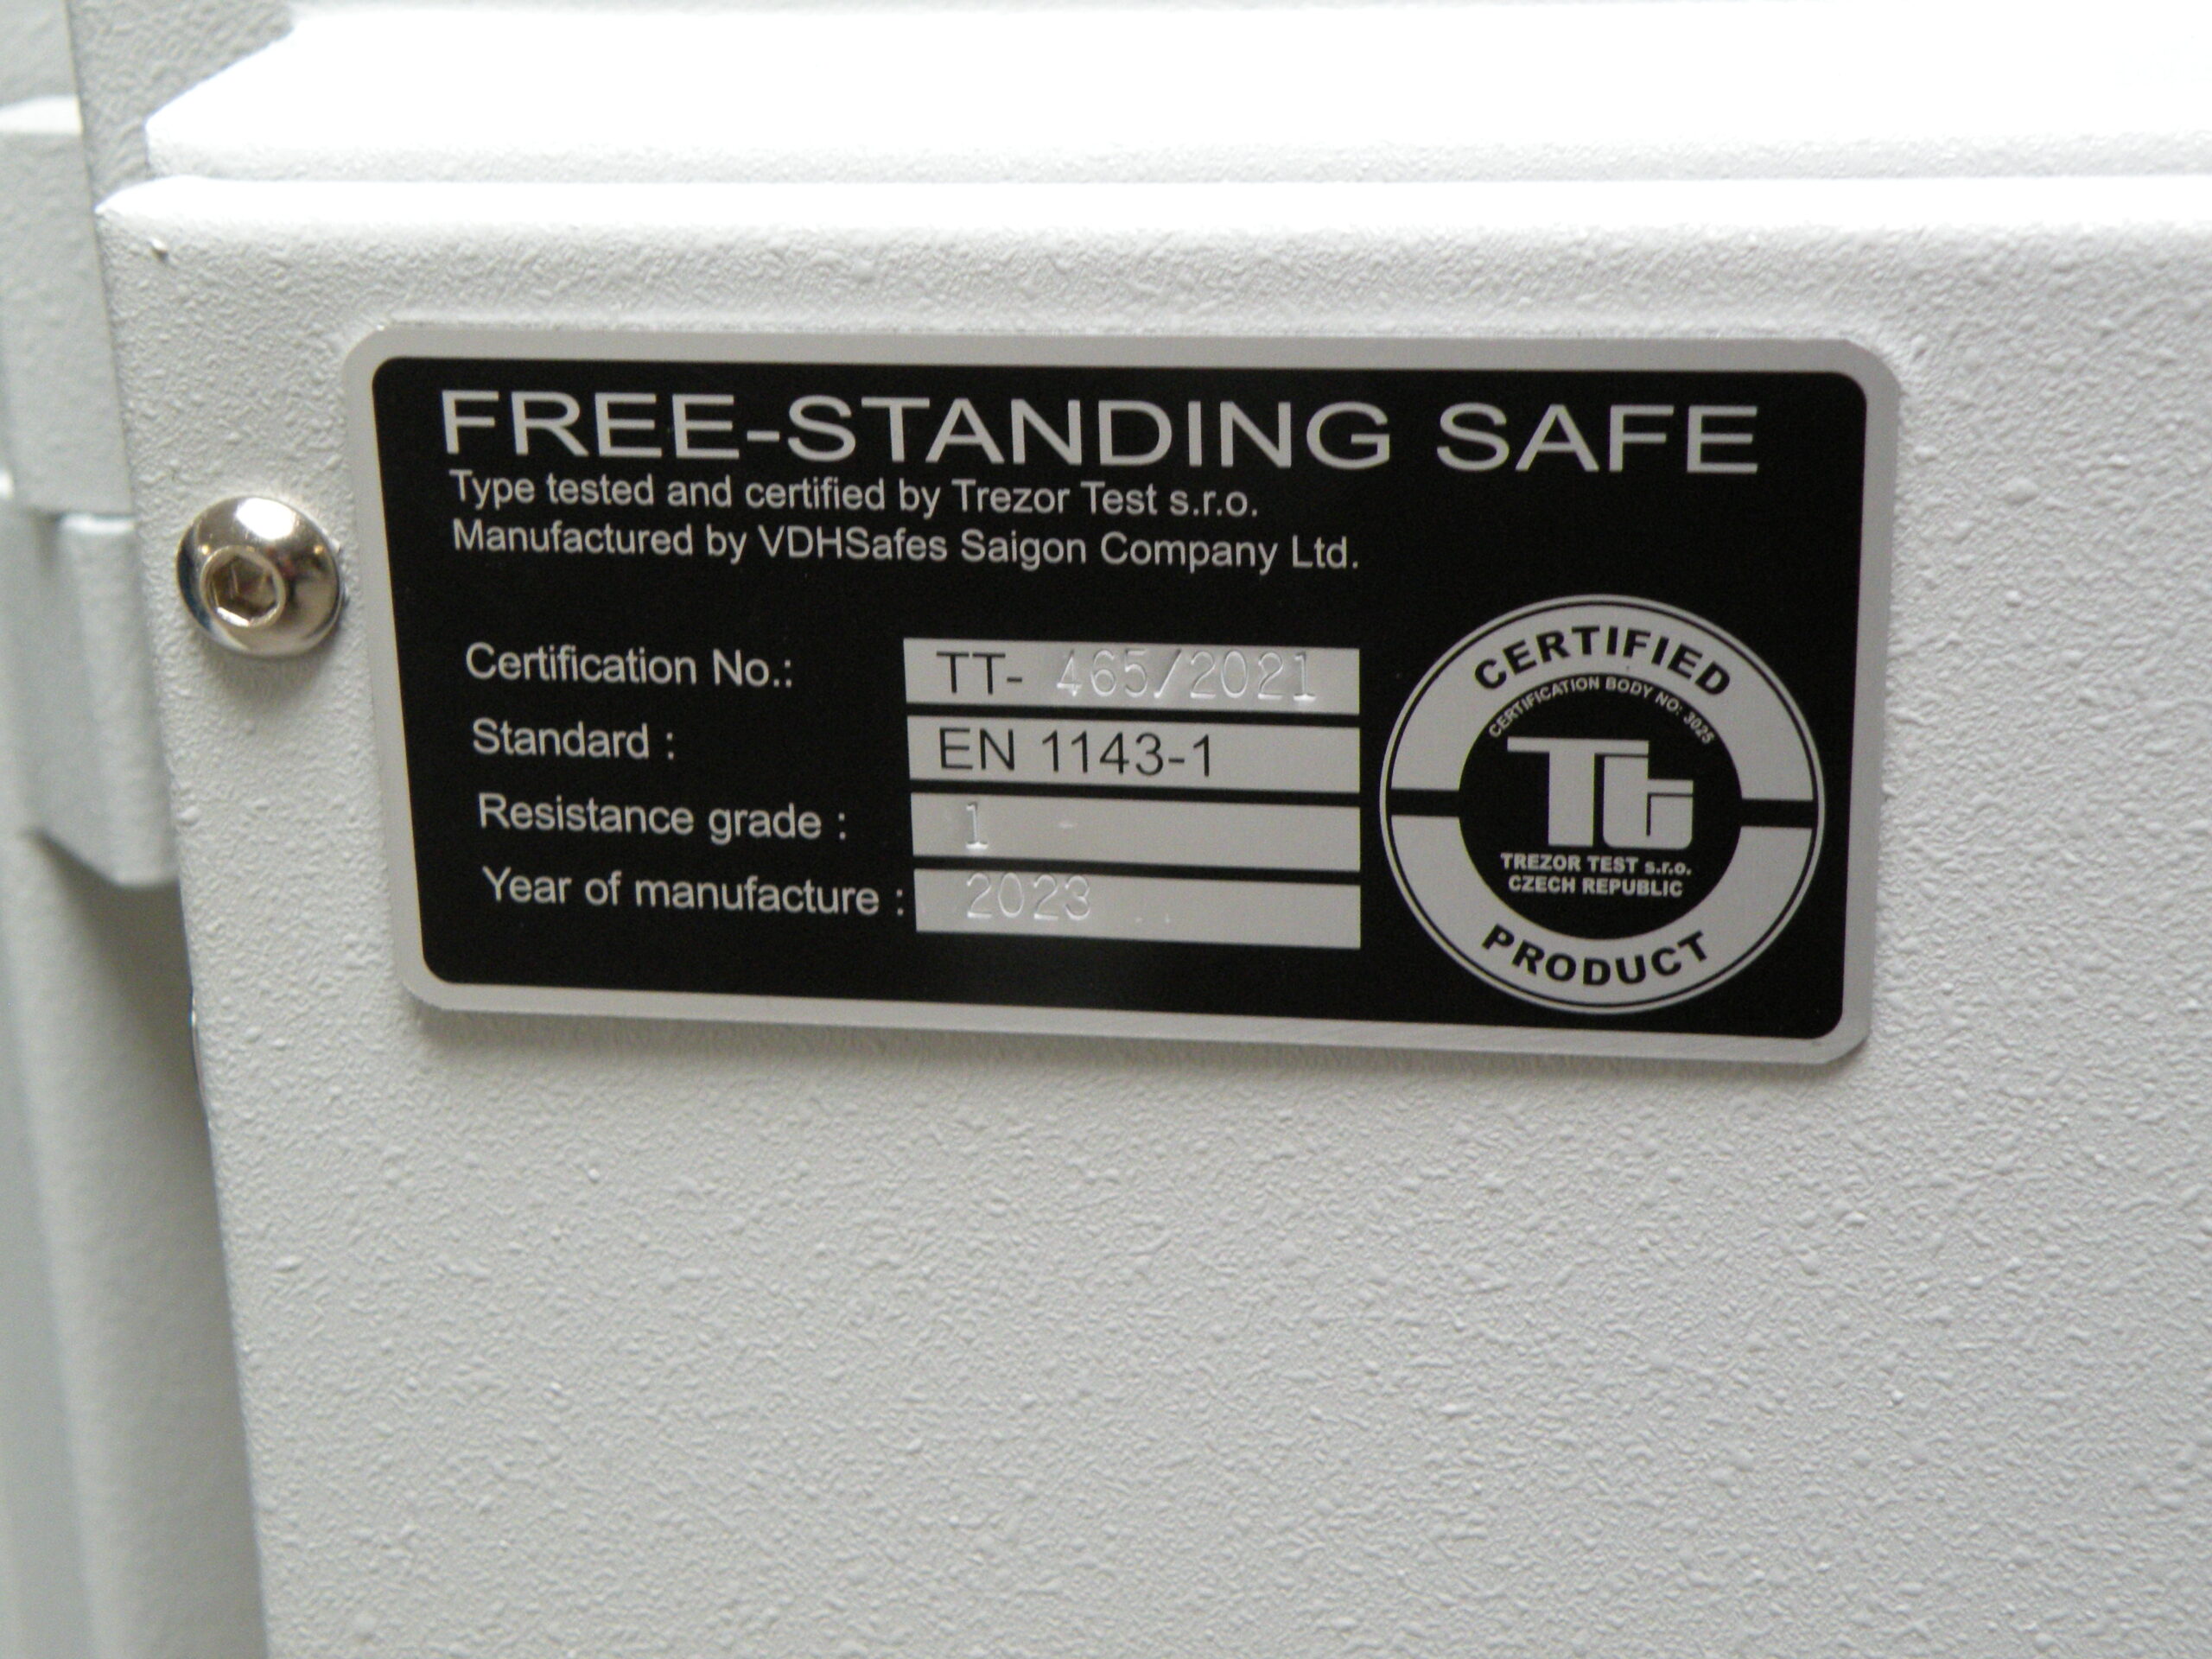 FREE-STANDING SAFE
Type tested and certified by Trezor Test s.r.o.
Manufactured by VDHSafes Saigon Company Ltd.
Certification No.: TT- 465/2021
Standard : EN 1143-1
Resistance grade : 1
Year of manufacture : 2023
CERTIFIED
CERTIFICATION BODY NO: 3025
Tt
TREZOR TEST s.r.o.
CZECH REPUBLIC
PRODUCT